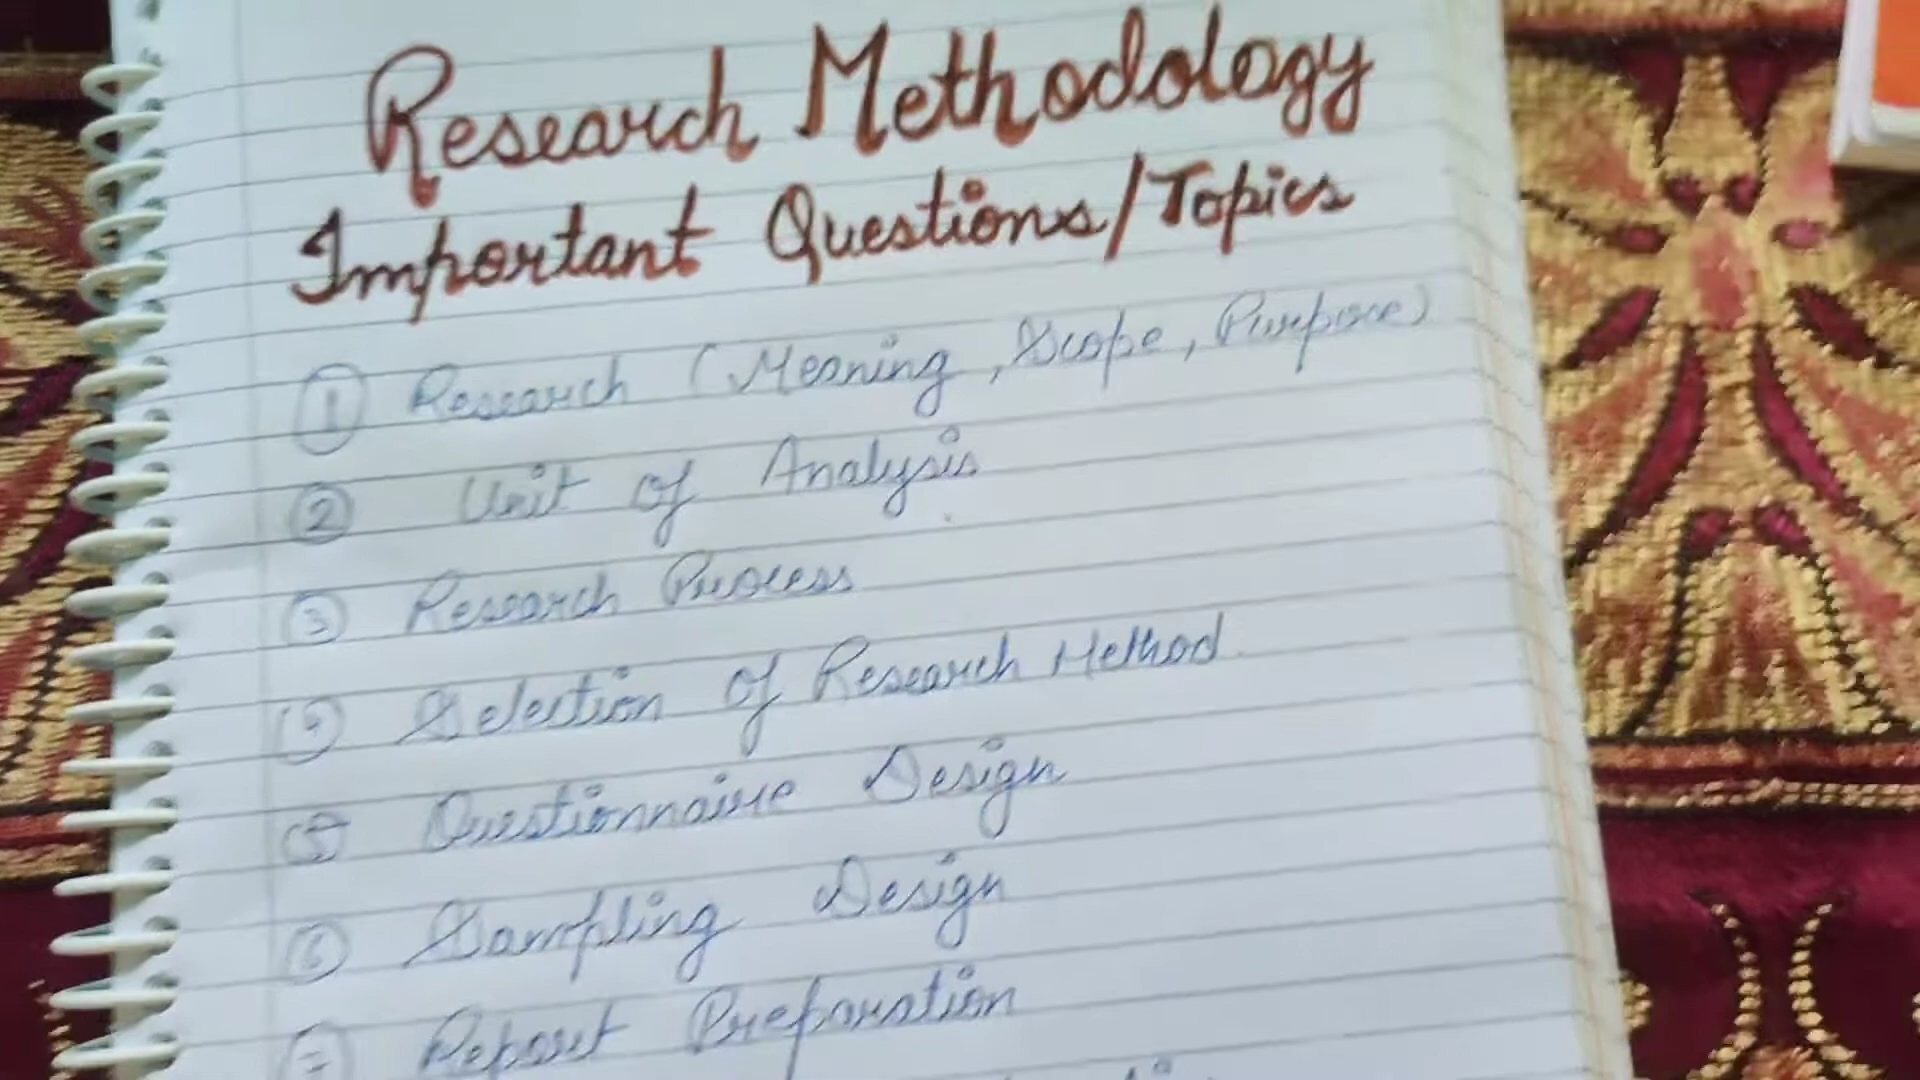 Research Methodology
Important Questions/Topics
① Research (Meaning, Scope, Purpose)
② Unit of Analysis
③ Research Process
④ Selection of Research Method
⑤ Questionnaire Design
⑥ Sampling Design
⑦ Report Preparation